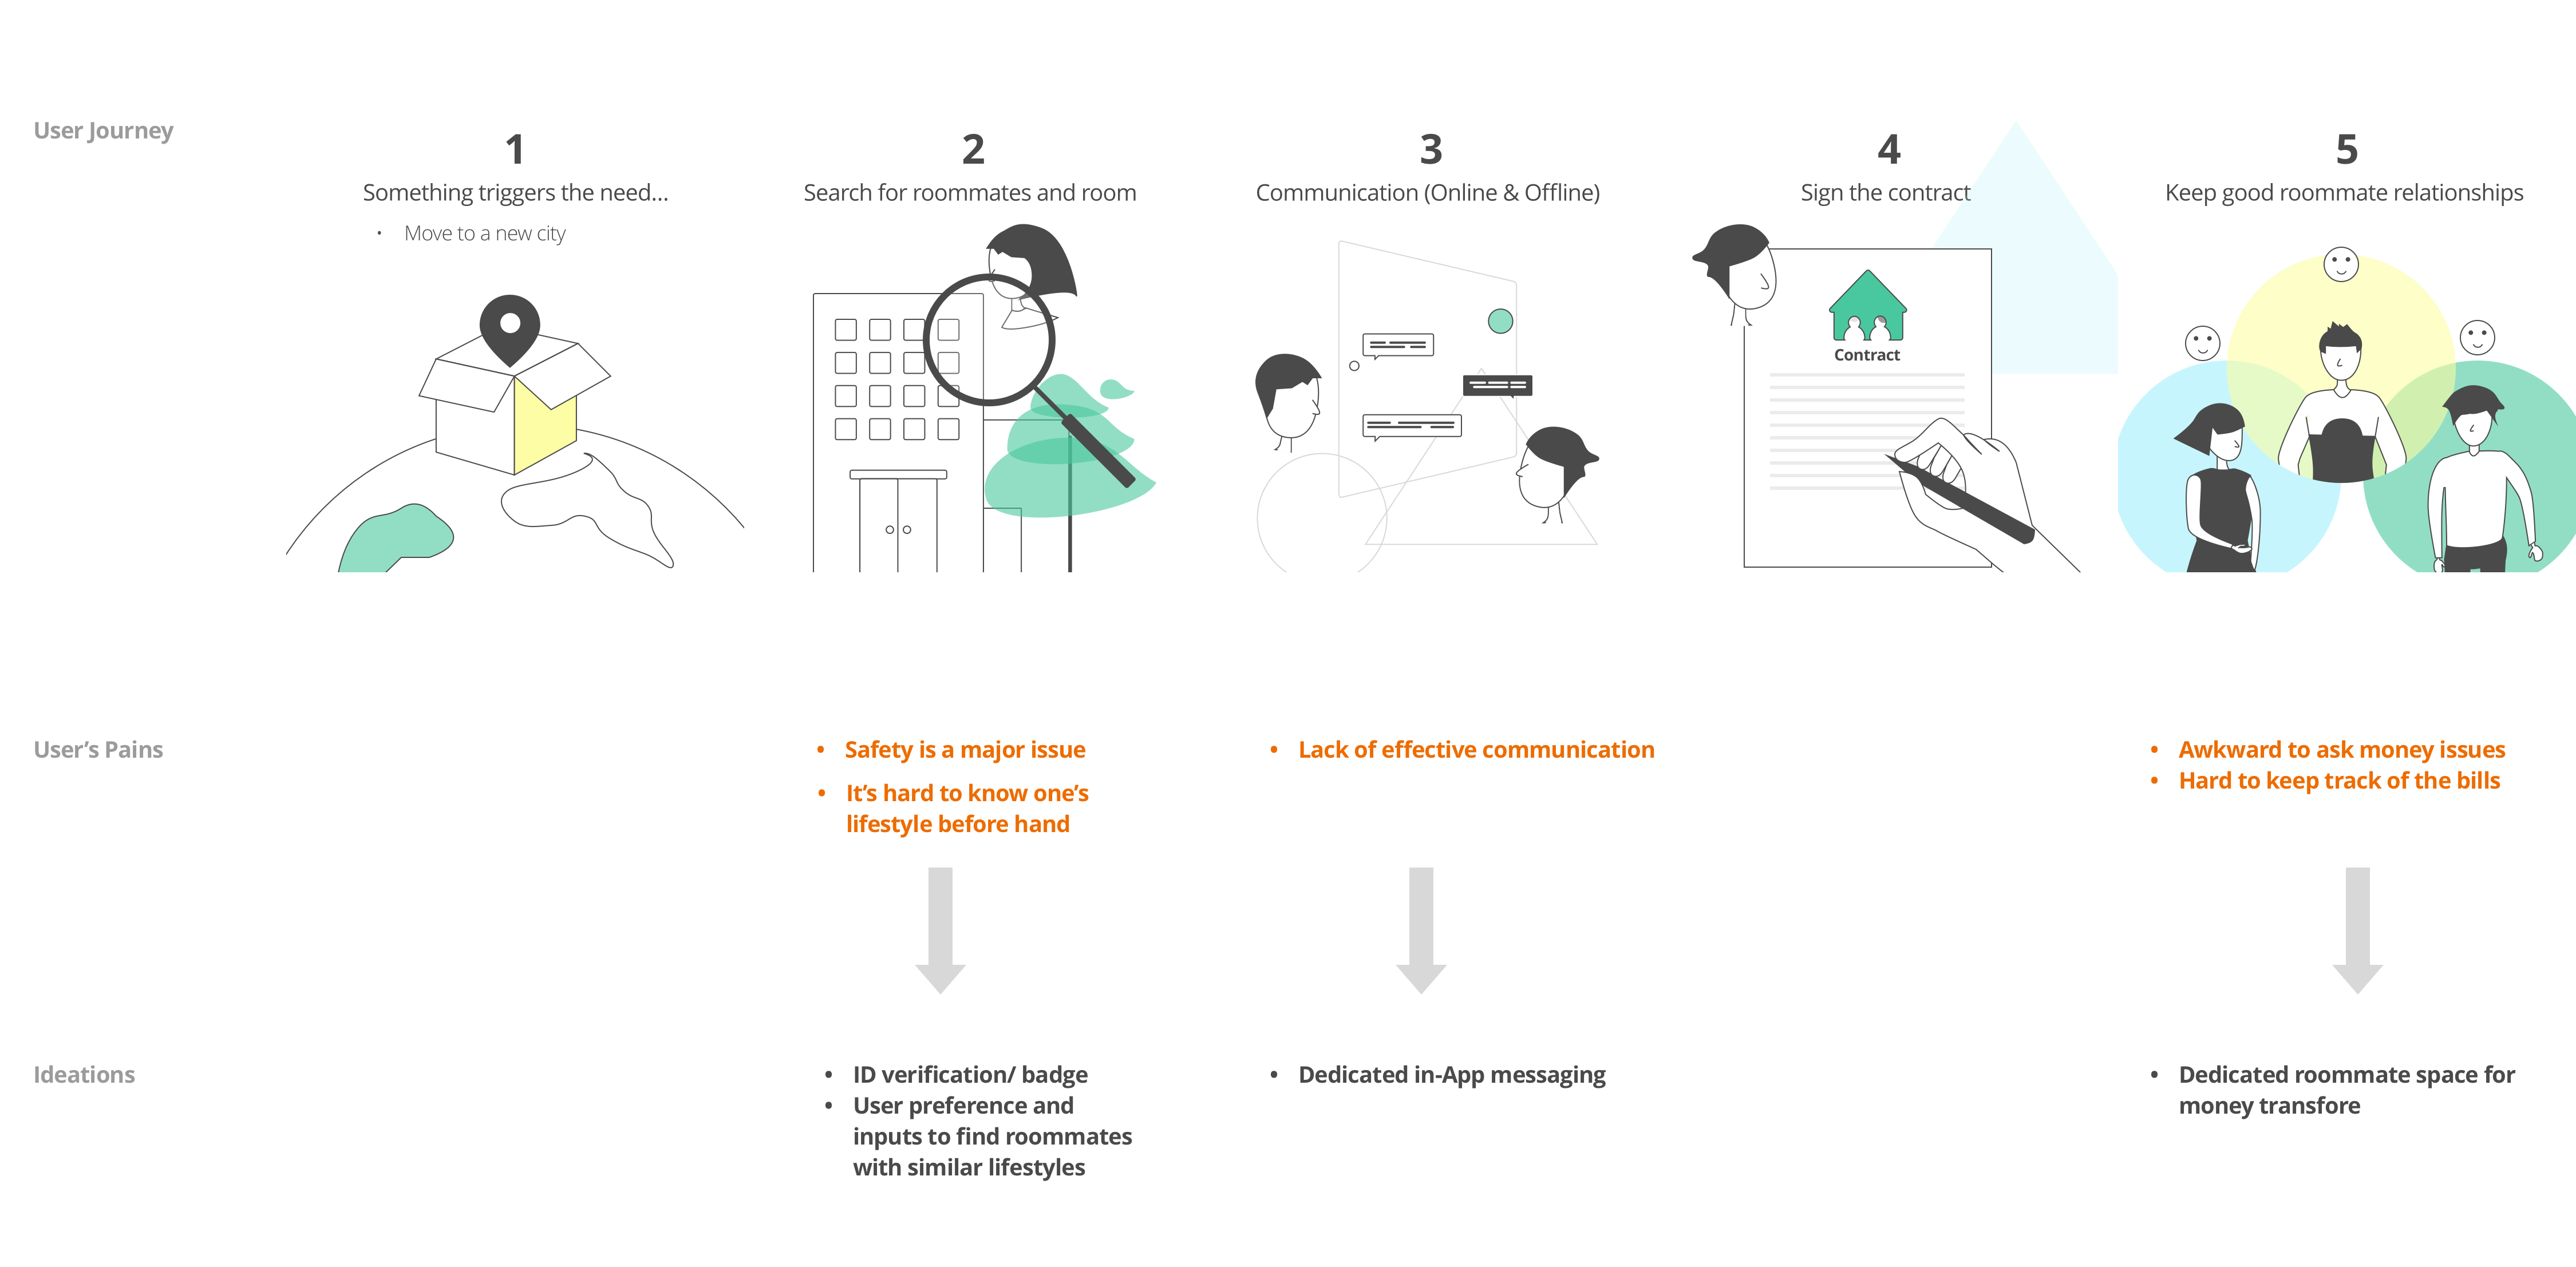 User Journey
1
Something triggers the need...
• Move to a new city
2
Search for roommates and room
3
Communication (Online & Offline)
4
Sign the contract
Contract
5
Keep good roommate relationships
User’s Pains
• Safety is a major issue
• It’s hard to know one’s
lifestyle before hand
• Lack of effective communication
• Awkward to ask money issues
• Hard to keep track of the bills
Ideations
• ID verification/ badge
• User preference and
inputs to find roommates
with similar lifestyles
• Dedicated in-App messaging
• Dedicated roommate space for
money transfore